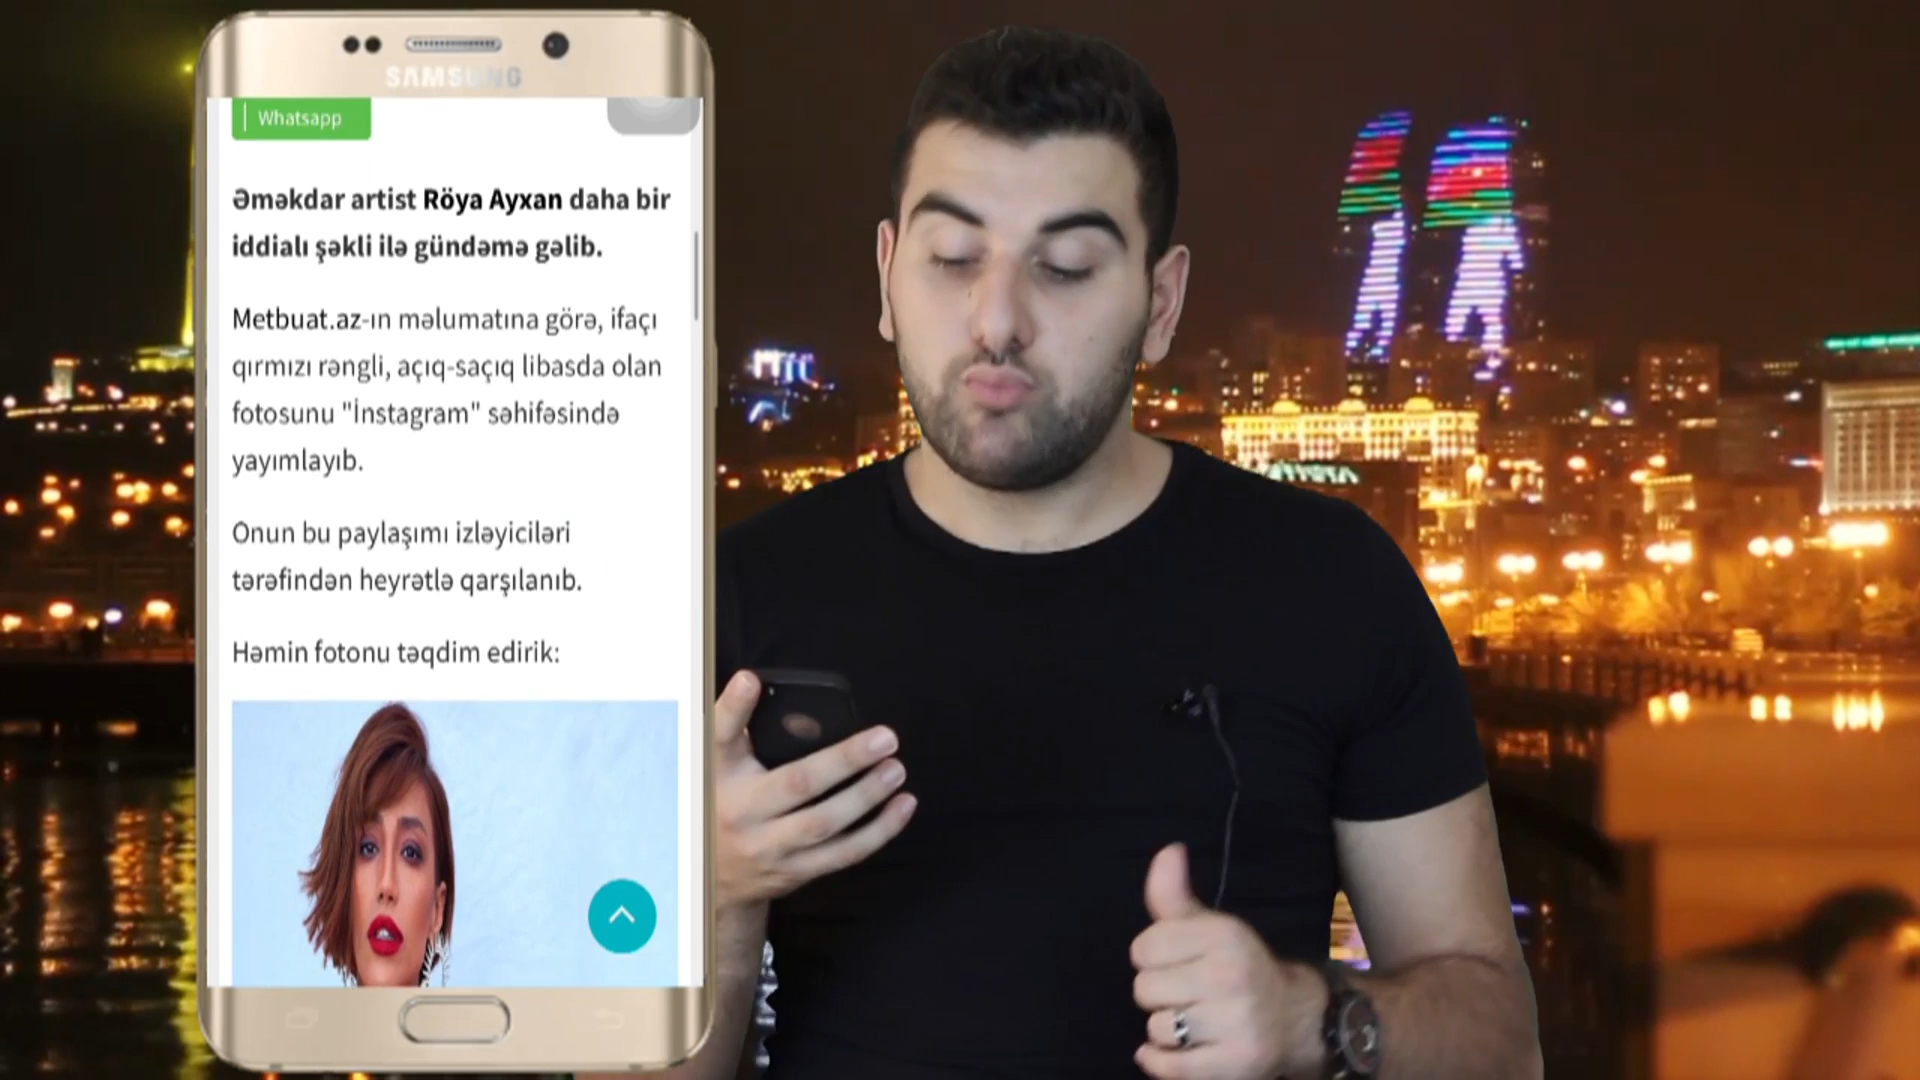 SAMSUNG
Whatsapp
Əməkdar artist Röya Ayxan daha bir
iddialı şəkli ilə gündəmə gəlib.
Metbuat.az-ın məlumatına görə, ifaçı
qırmızı rəngli, açıq-saçıq libasda olan
fotosunu "İnstagram" səhifəsində
yayımlayıb.
Onun bu paylaşımı izləyiciləri
tərəfindən heyrətlə qarşılanıb.
Həmin fotonu təqdim edirik: